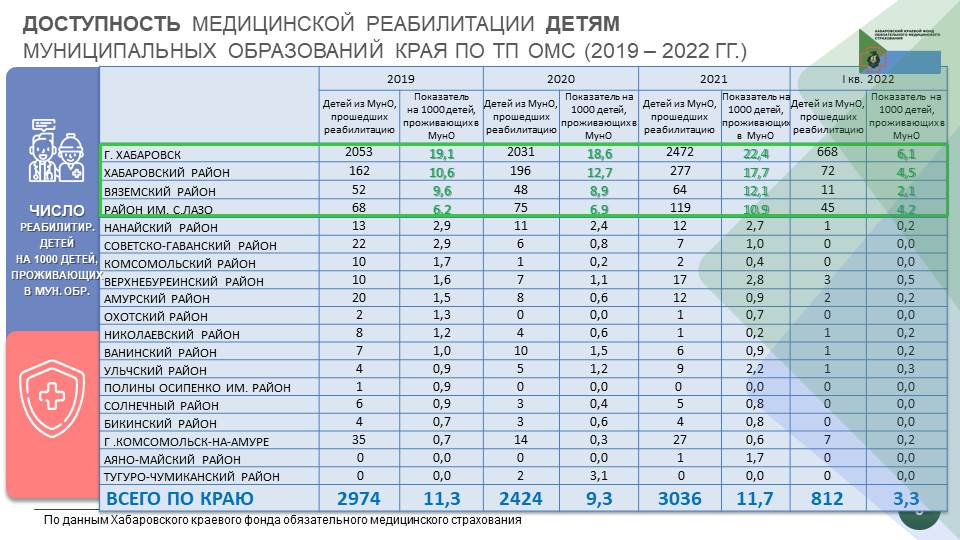 ДОСТУПНОСТЬ МЕДИЦИНСКОЙ РЕАБИЛИТАЦИИ ДЕТЯМ
МУНИЦИПАЛЬНЫХ ОБРАЗОВАНИЙ КРАЯ ПО ТП ОМС (2019 – 2022 ГГ.)
ХАБАРОВСКИЙ КРАЕВОЙ ФОНД
ОБЯЗАТЕЛЬНОГО МЕДИЦИНСКОГО
СТРАХОВАНИЯ
ЧИСЛО
РЕАБИЛИТИР.
ДЕТЕЙ
НА 1000 ДЕТЕЙ,
ПРОЖИВАЮЩИХ
В МУН. ОБР.
2019 2020 2021 I кв. 2022
Детей из МунО, Показатель Детей из МунО, Показатель на Детей из МунО, Показатель на Детей из МунО, Показатель на
прошедших на 1000 детей, прошедших 1000 детей, прошедших 1000 детей, прошедших 1000 детей,
реабилитацию проживающих в реабилитацию проживающих в реабилитацию проживающих реабилитацию проживающих в
МунО МунО в МунО МунО
Г. ХАБАРОВСК 2053 19,1 2031 18,6 2472 22,4 668 6,1
ХАБАРОВСКИЙ РАЙОН 162 10,6 196 12,7 277 17,7 72 4,5
ВЯЗЕМСКИЙ РАЙОН 52 9,6 48 8,9 64 12,1 11 2,1
РАЙОН ИМ. С.ЛАЗО 68 6,2 75 6,9 119 10,9 45 4,2
НАНАЙСКИЙ РАЙОН 13 2,9 11 2,4 12 2,7 1 0,2
СОВЕТСКО-ГАВАНСКИЙ РАЙОН 22 2,9 6 0,8 7 1,0 0 0,0
КОМСОМОЛЬСКИЙ РАЙОН 10 1,7 1 0,2 2 0,4 0 0,0
ВЕРХНЕБУРЕИНСКИЙ РАЙОН 10 1,6 7 1,1 17 2,8 3 0,5
АМУРСКИЙ РАЙОН 20 1,5 8 0,6 12 0,9 2 0,2
ОХОТСКИЙ РАЙОН 2 1,3 0 0,0 1 0,7 0 0,0
НИКОЛАЕВСКИЙ РАЙОН 8 1,2 4 0,6 1 0,2 1 0,2
ВАНИНСКИЙ РАЙОН 7 1,0 10 1,5 6 0,9 1 0,2
УЛЬЧСКИЙ РАЙОН 4 0,9 5 1,2 9 2,2 1 0,3
ПОЛИНЫ ОСИПЕНКО ИМ. РАЙОН 1 0,9 0 0,0 0 0,0 0 0,0
СОЛНЕЧНЫЙ РАЙОН 6 0,9 3 0,4 5 0,8 0 0,0
БИКИНСКИЙ РАЙОН 4 0,7 3 0,6 4 0,8 0 0,0
Г .КОМСОМОЛЬСК-НА-АМУРЕ 35 0,7 14 0,3 27 0,6 7 0,2
АЯНО-МАЙСКИЙ РАЙОН 0 0,0 0 0,0 1 1,7 0 0,0
ТУГУРО-ЧУМИКАНСКИЙ РАЙОН 0 0,0 2 3,1 0 0,0 0 0,0
ВСЕГО ПО КРАЮ 2974 11,3 2424 9,3 3036 11,7 812 3,3
По данным Хабаровского краевого фонда обязательного медицинского страхования